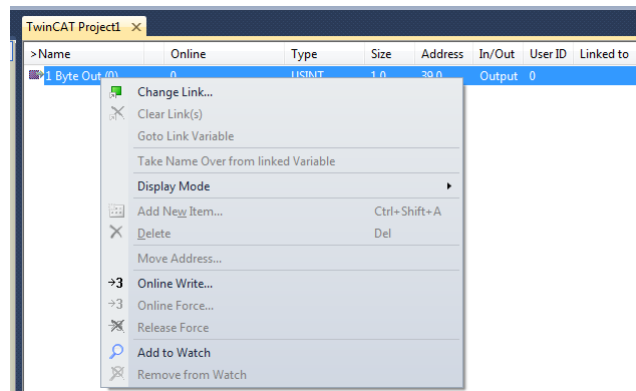 TwinCAT Project1
>Name Online Type Size Address In/Out User ID Linked to
1 Byte Out (0) 0 USINT 1.0 39.0 Output 0
Change Link...
Clear Link(s)
Goto Link Variable
Take Name Over from linked Variable
Display Mode
Add New Item... Ctrl+Shift+A
Delete Del
Move Address...
→3 Online Write...
→3 Online Force...
Release Force
Add to Watch
Remove from Watch